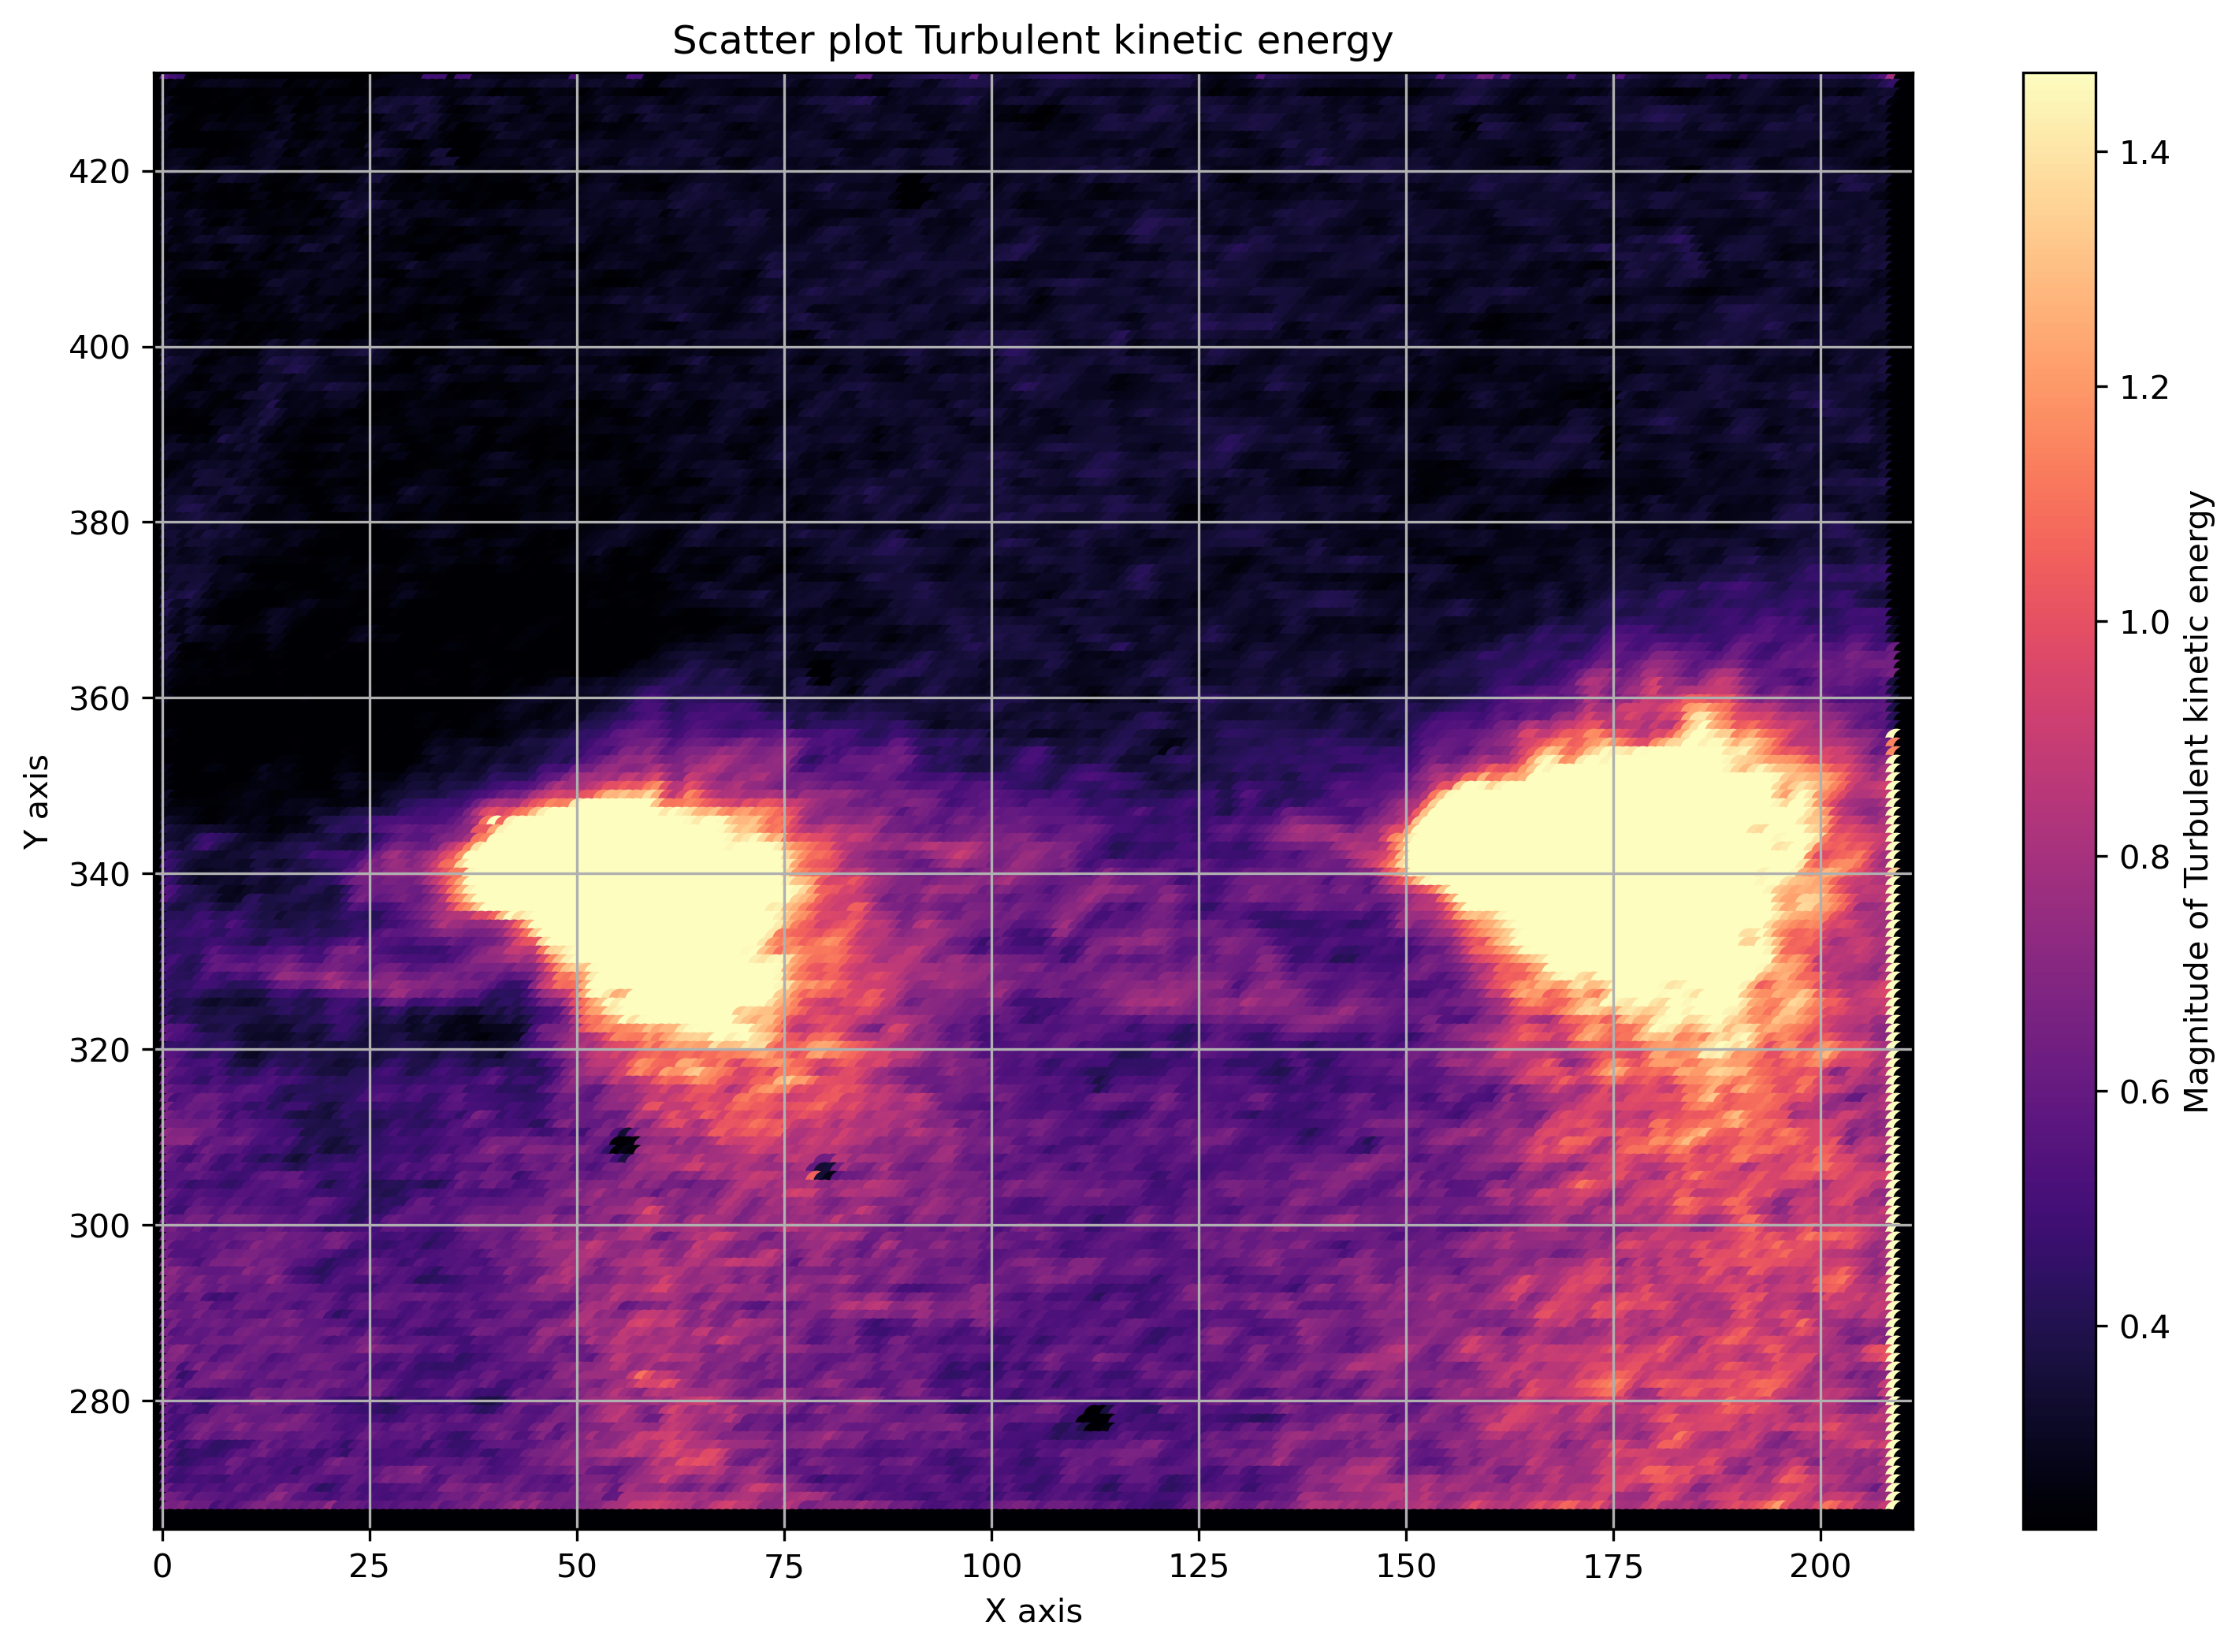 Scatter plot Turbulent kinetic energy
420
400
380
360
340
320
300
280
Y axis
0 25 50 75 100 125 150 175 200
X axis
1.4
1.2
1.0
0.8
0.6
0.4
Magnitude of Turbulent kinetic energy